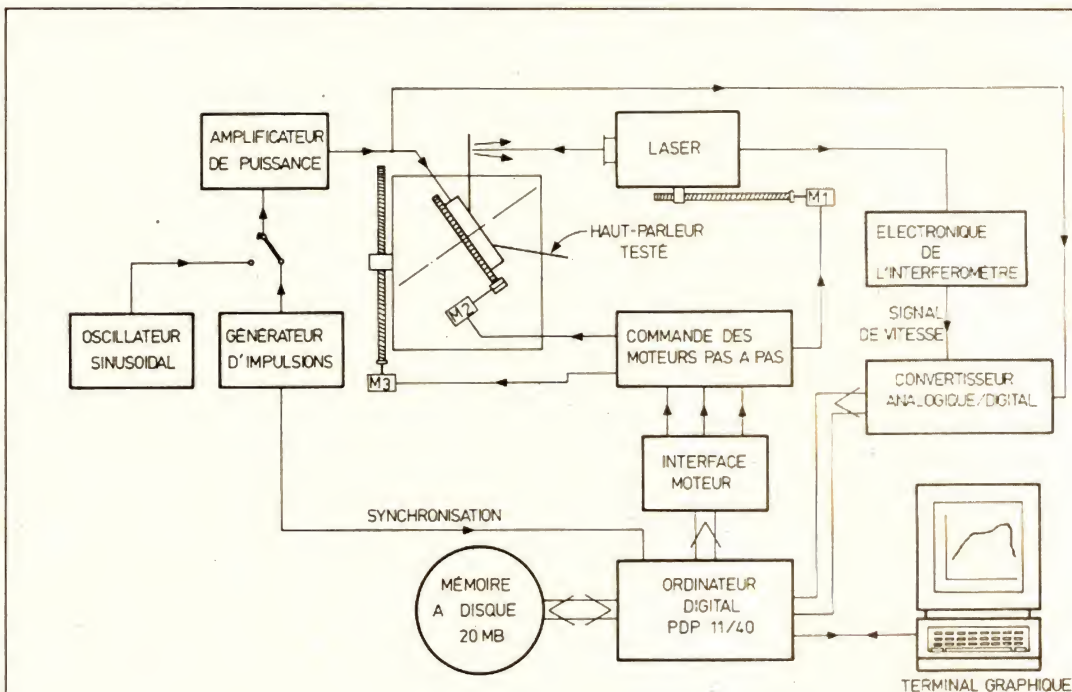 AMPLIFICATEUR
DE PUISSANCE
LASER
M1
HAUT-PARLEUR
TESTÉ
ELECTRONIQUE
DE
L'INTERFEROMÈTRE
OSCILLATEUR
SINUSOIDAL
GÉNÉRATEUR
D'IMPULSIONS
M2
COMMANDE DES
MOTEURS PAS A PAS
SIGNAL
DE VITESSE
M3
CONVERTISSEUR
ANALOGIQUE/DIGITAL
INTERFACE
MOTEUR
SYNCHRONISATION
MÉMOIRE
A DISQUE
20 MB
ORDINATEUR
DIGITAL
PDP 11/40
TERMINAL GRAPHIQUE